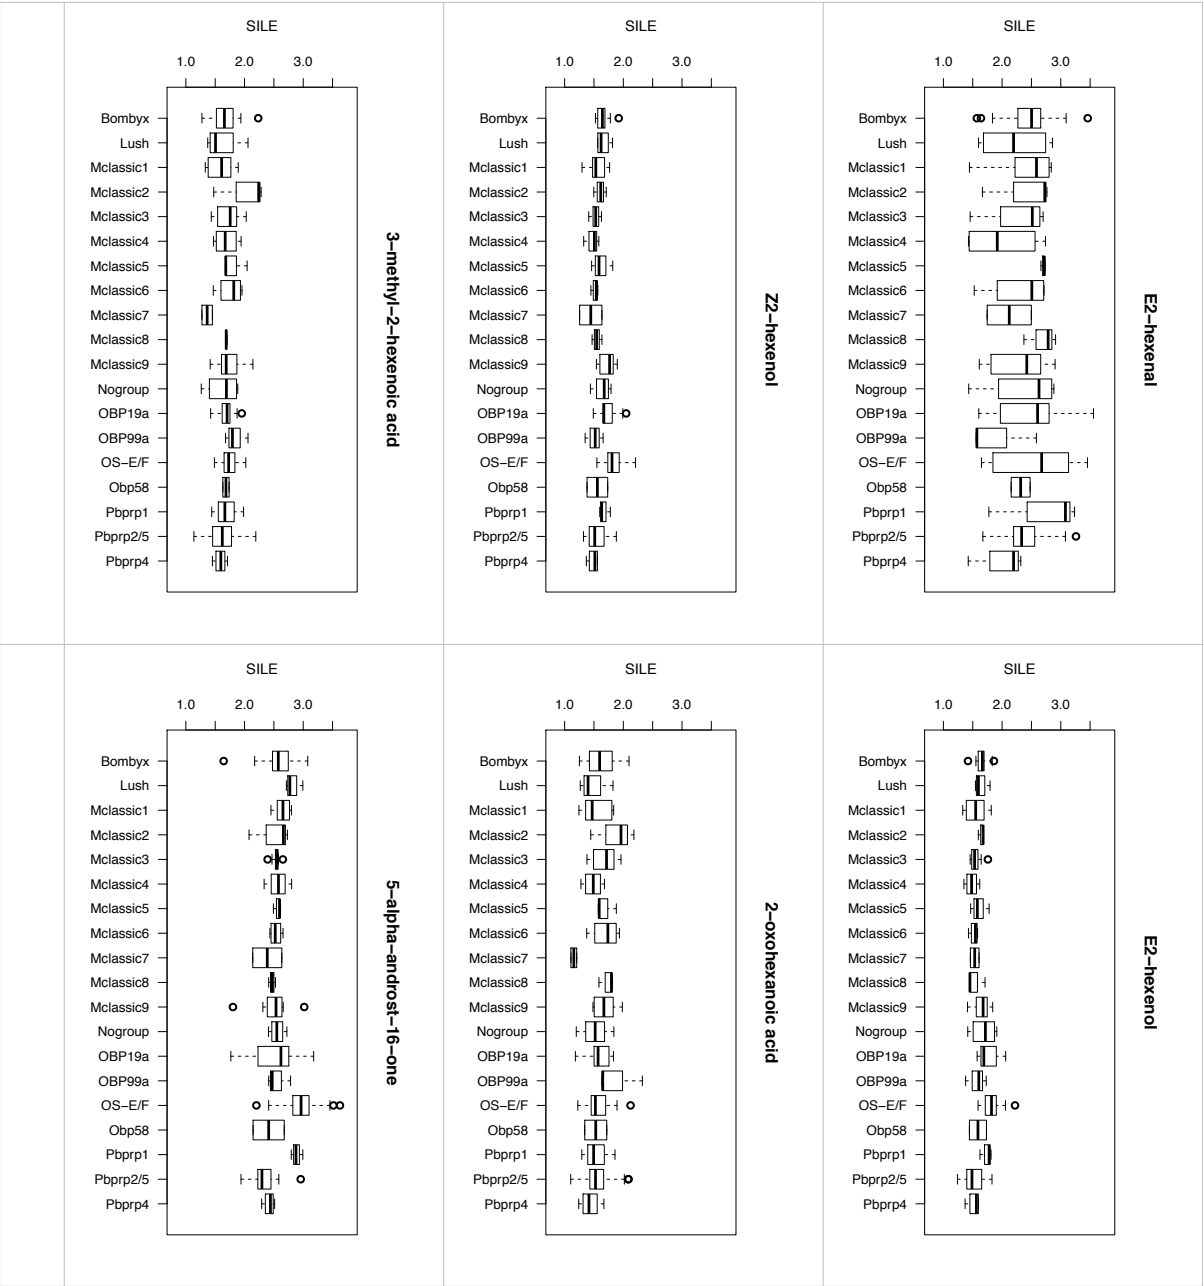 SILE
1.0 2.0 3.0
Bombyx
Lush
Mclassic1
Mclassic2
Mclassic3
Mclassic4
Mclassic5
Mclassic6
Mclassic7
Mclassic8
Mclassic9
Nogroup
OBP19a
OBP99a
OS−E/F
Obp58
Pbprp1
Pbprp2/5
Pbprp4
3−methyl−2−hexenoic acid
SILE
1.0 2.0 3.0
Bombyx
Lush
Mclassic1
Mclassic2
Mclassic3
Mclassic4
Mclassic5
Mclassic6
Mclassic7
Mclassic8
Mclassic9
Nogroup
OBP19a
OBP99a
OS−E/F
Obp58
Pbprp1
Pbprp2/5
Pbprp4
Z2−hexenol
SILE
1.0 2.0 3.0
Bombyx
Lush
Mclassic1
Mclassic2
Mclassic3
Mclassic4
Mclassic5
Mclassic6
Mclassic7
Mclassic8
Mclassic9
Nogroup
OBP19a
OBP99a
OS−E/F
Obp58
Pbprp1
Pbprp2/5
Pbprp4
E2−hexenal
SILE
1.0 2.0 3.0
Bombyx
Lush
Mclassic1
Mclassic2
Mclassic3
Mclassic4
Mclassic5
Mclassic6
Mclassic7
Mclassic8
Mclassic9
Nogroup
OBP19a
OBP99a
OS−E/F
Obp58
Pbprp1
Pbprp2/5
Pbprp4
5−alpha−androst−16−one
SILE
1.0 2.0 3.0
Bombyx
Lush
Mclassic1
Mclassic2
Mclassic3
Mclassic4
Mclassic5
Mclassic6
Mclassic7
Mclassic8
Mclassic9
Nogroup
OBP19a
OBP99a
OS−E/F
Obp58
Pbprp1
Pbprp2/5
Pbprp4
2−oxohexanoic acid
SILE
1.0 2.0 3.0
Bombyx
Lush
Mclassic1
Mclassic2
Mclassic3
Mclassic4
Mclassic5
Mclassic6
Mclassic7
Mclassic8
Mclassic9
Nogroup
OBP19a
OBP99a
OS−E/F
Obp58
Pbprp1
Pbprp2/5
Pbprp4
E2−hexenol